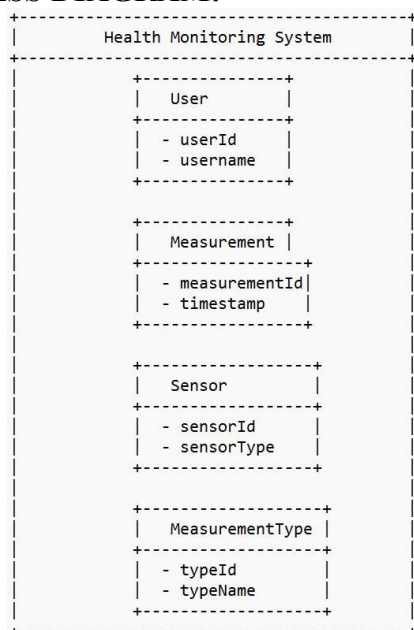 Health Monitoring System
User
- userId
- username
Measurement
- measurementId
- timestamp
Sensor
- sensorId
- sensorType
MeasurementType
- typeId
- typeName